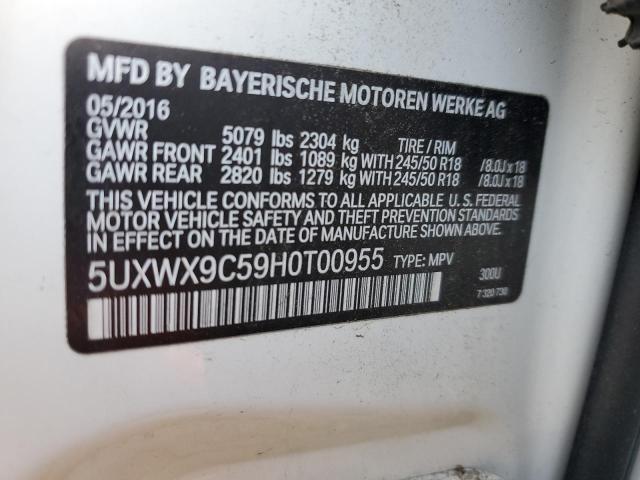 MFD BY BAYERISCHE MOTOREN WERKE AG
05/2016
GVWR 5079 lbs 2304 kg TIRE / RIM
GAWR FRONT 2401 lbs 1089 kg WITH 245/50 R18 /8.0J x 18
GAWR REAR 2820 lbs 1279 kg WITH 245/50 R18 /8.0J x 18
THIS VEHICLE CONFORMS TO ALL APPLICABLE U. S. FEDERAL
MOTOR VEHICLE SAFETY AND THEFT PREVENTION STANDARDS
IN EFFECT ON THE DATE OF MANUFACTURE SHOWN ABOVE.
5UXWX9C59H0T00955 TYPE: MPV 300U
7 320 730